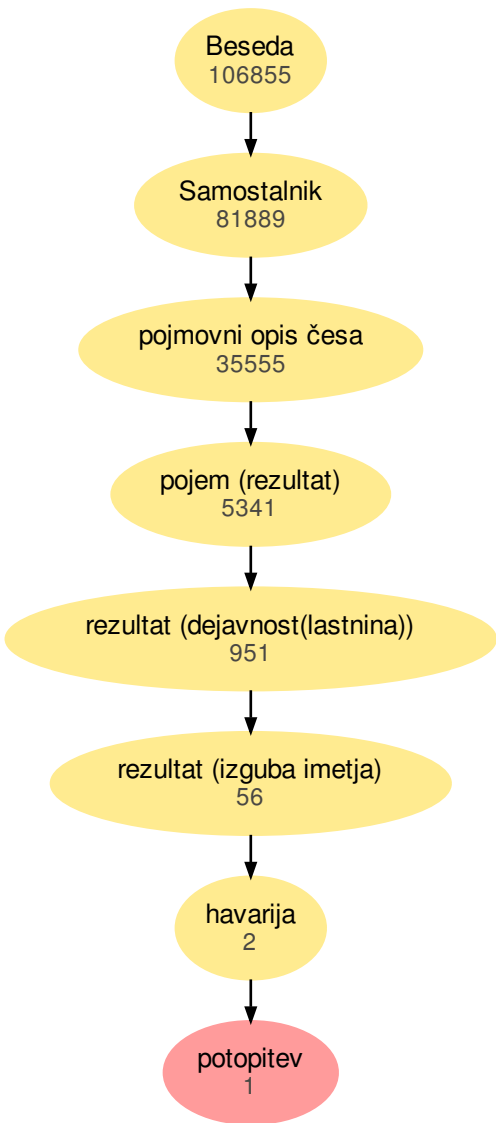 Beseda
106855
Samostalnik
81889
pojmovni opis česa
35555
pojem (rezultat)
5341
rezultat (dejavnost(lastnina))
951
rezultat (izguba imetja)
56
havarija
2
potopitev
1